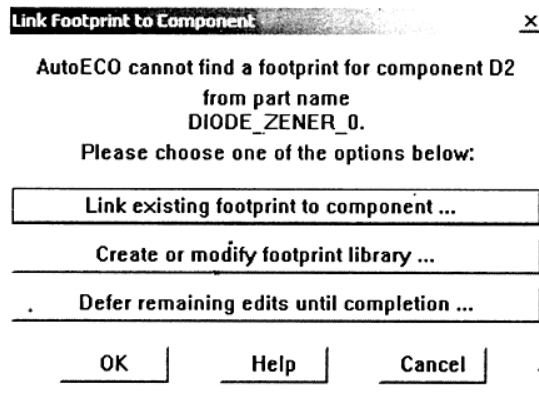 Link Footprint to Component
AutoECO cannot find a footprint for component D2
from part name
DIODE_ZENER_0.
Please choose one of the options below:
Link existing footprint to component ...
Create or modify footprint library ...
Defer remaining edits until completion ...
OK Help Cancel